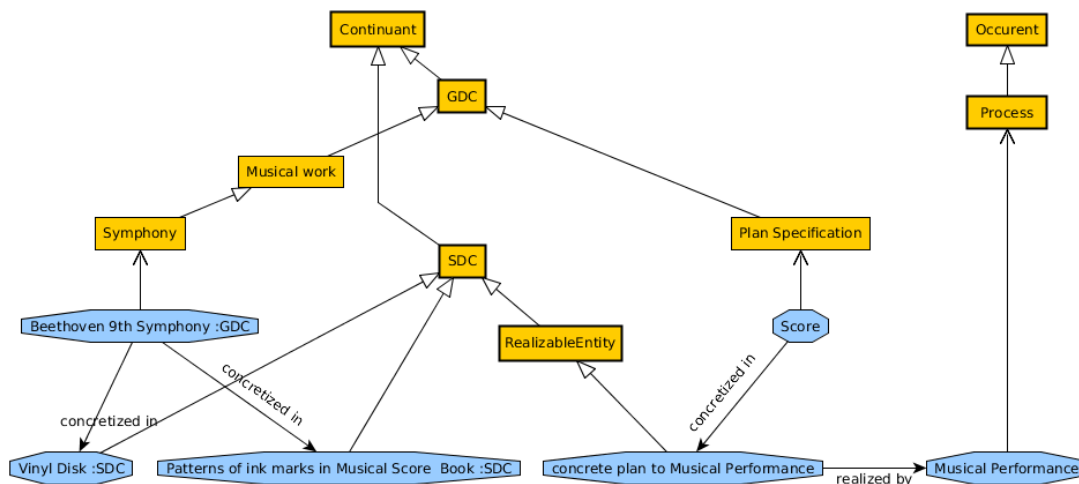 Continuant
Occurent
GDC
Process
Musical work
Symphony
Plan Specification
SDC
Beethoven 9th Symphony :GDC
Score
RealizableEntity
concretized in
concretized in
concretized in
Vinyl Disk :SDC
Patterns of ink marks in Musical Score Book :SDC
concrete plan to Musical Performance
realized by
Musical Performance